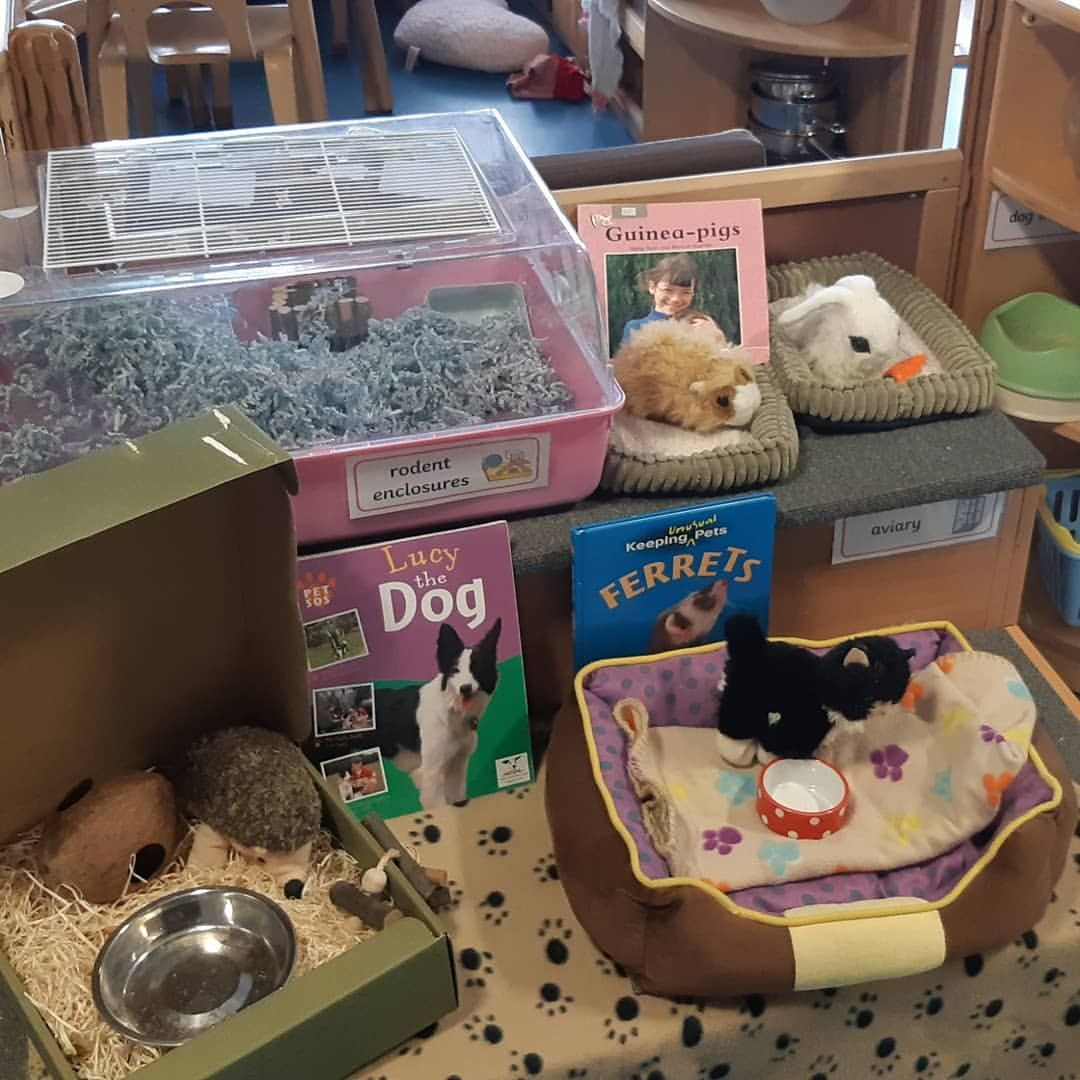 Guinea-pigs
dog
rodent
enclosures
aviary
Lucy
the
Dog
PET
SOS
Unusual
Keeping Pets
FERRETS